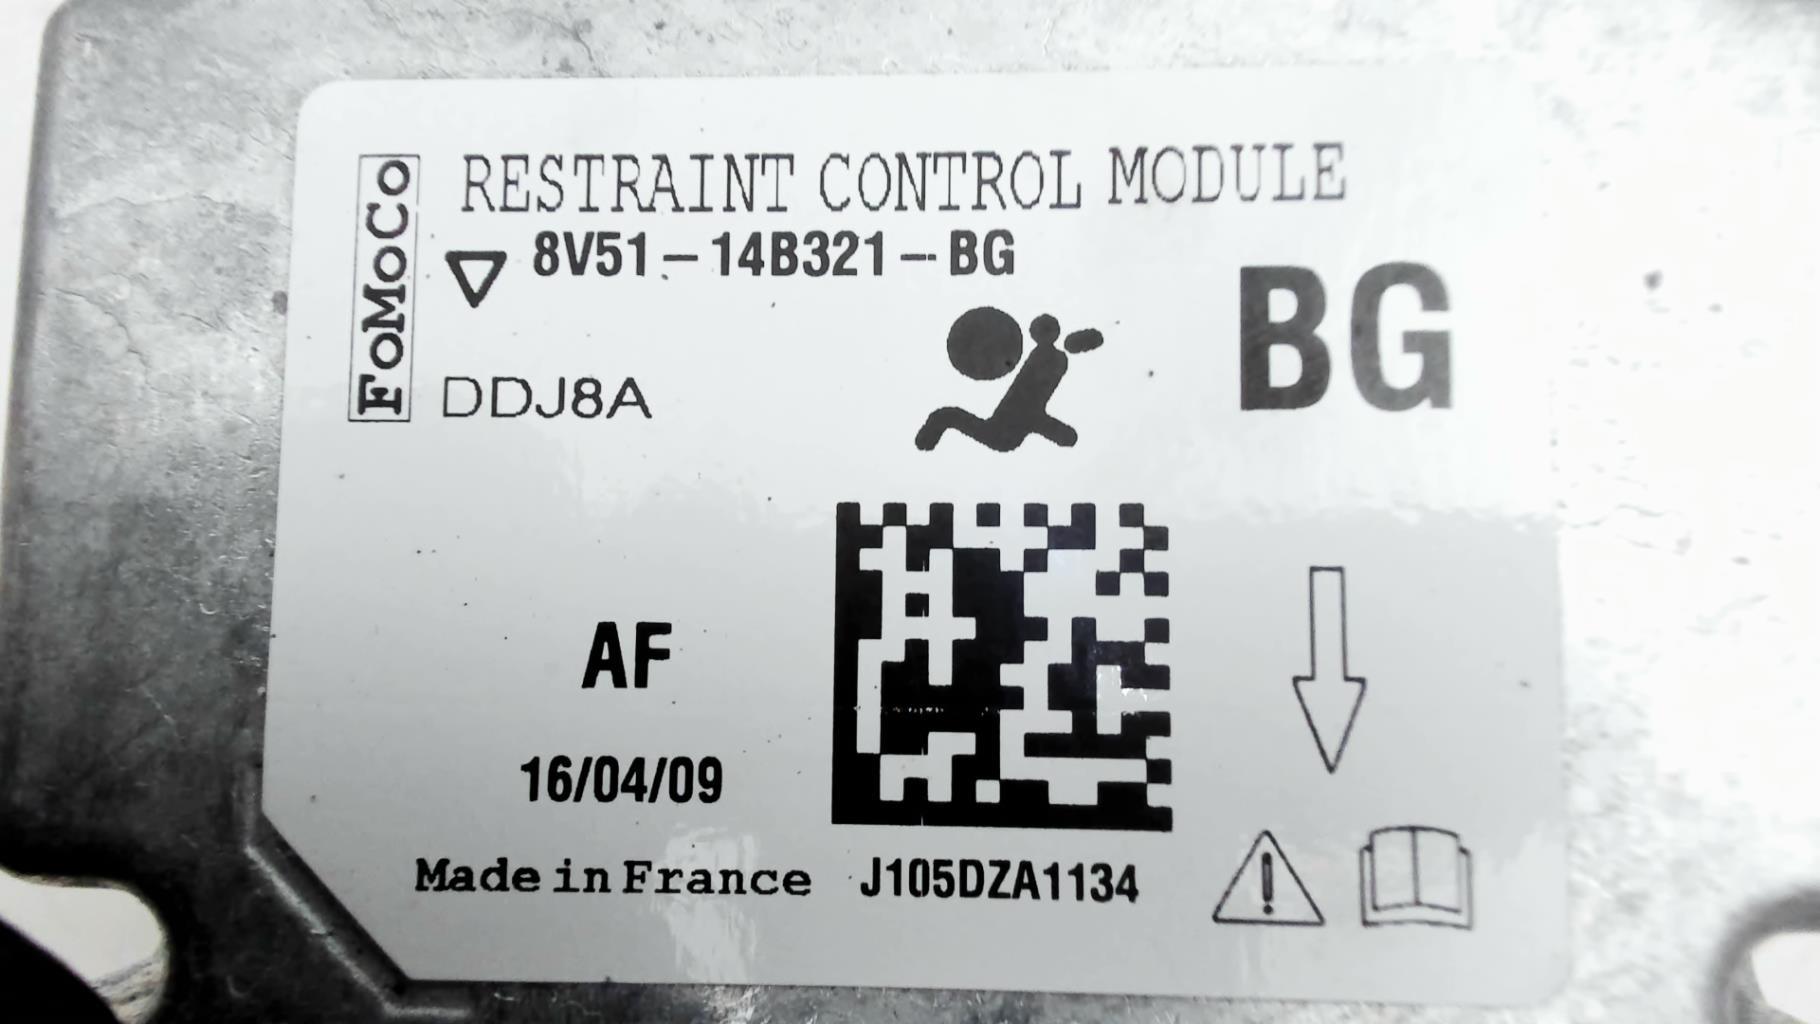 FoMoCo
RESTRAINT CONTROL MODULE
8V51-14B321-BG
BG
DDJ8A
AF
16/04/09
Made in France J105DZA1134